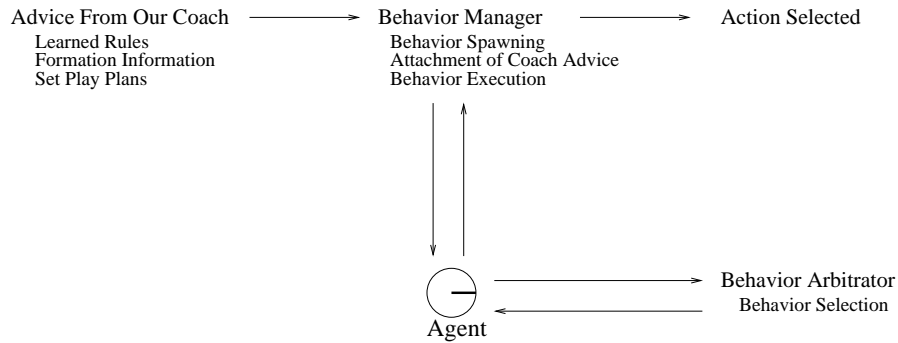 Advice From Our Coach
Learned Rules
Formation Information
Set Play Plans
Behavior Manager
Behavior Spawning
Attachment of Coach Advice
Behavior Execution
Action Selected
Agent
Behavior Arbitrator
Behavior Selection